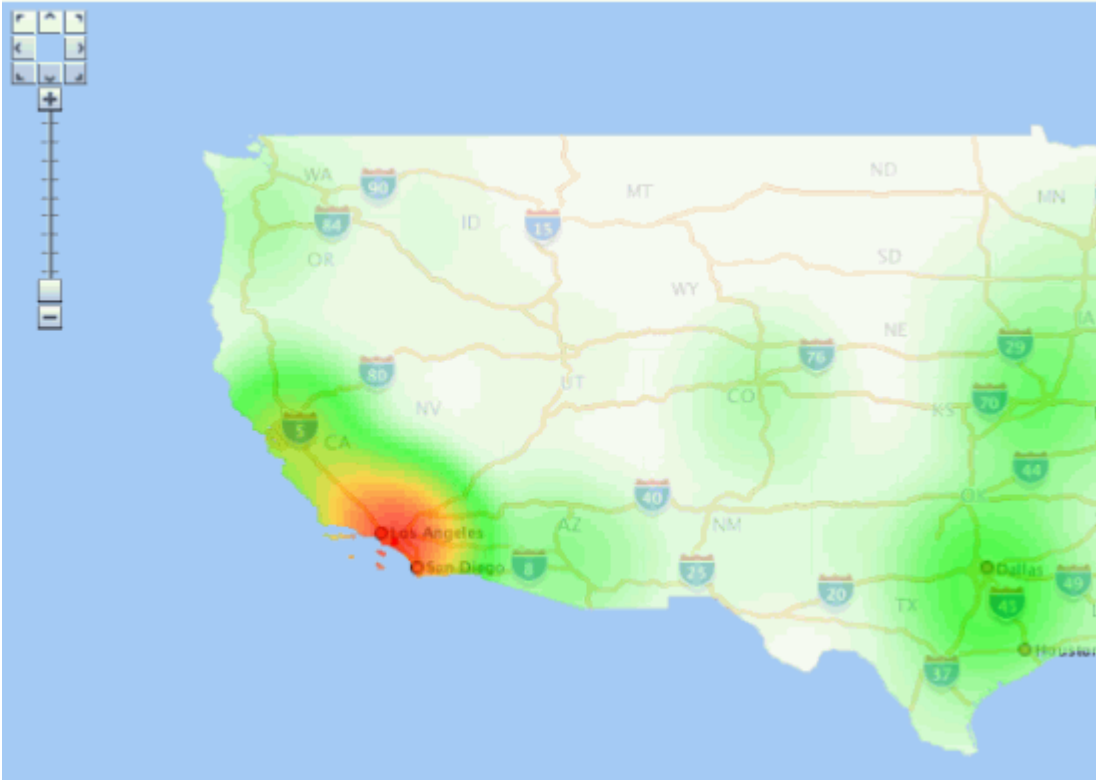 WA
90
MT
ND
MN
84
ID
15
OR
SD
WY
NE
29
76
80
UT
CO
NV
KS
70
5
CA
44
40
OK
Los Angeles
AZ
NM
San Diego
8
25
Dallas
49
20
TX
45
Houston
37